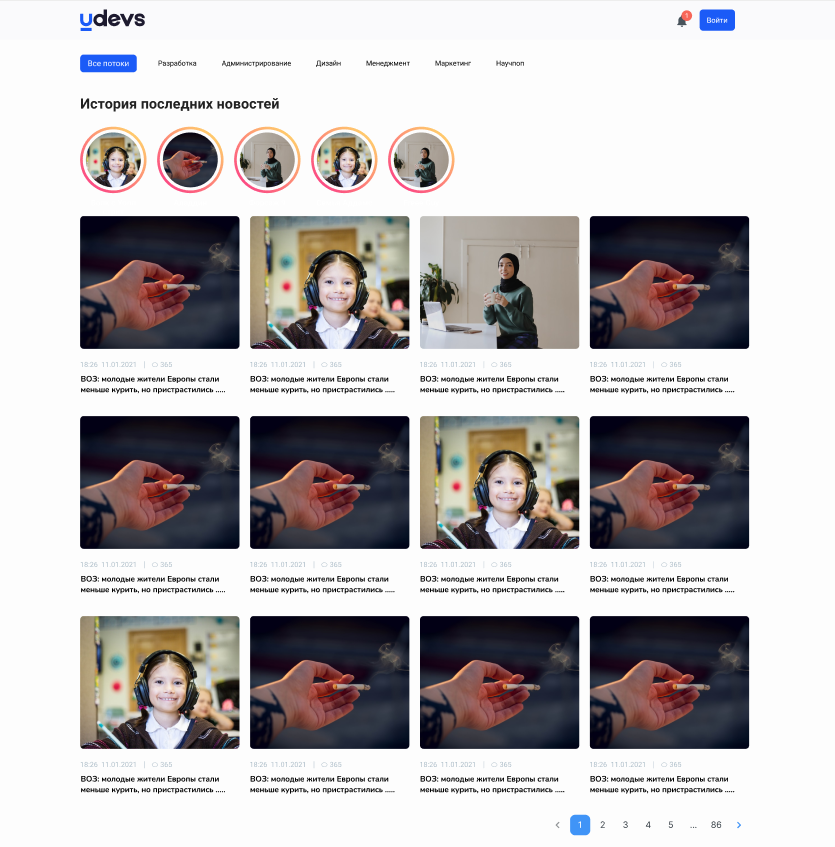 udevs
1
Войти
Все потоки
Разработка
Администрирование
Дизайн
Менеджмент
Маркетинг
Научпоп
История последних новостей
18:26 11.01.2021 | 365
ВОЗ: молодые жители Европы стали
меньше курить, но пристрастились .....
18:26 11.01.2021 | 365
ВОЗ: молодые жители Европы стали
меньше курить, но пристрастились .....
18:26 11.01.2021 | 365
ВОЗ: молодые жители Европы стали
меньше курить, но пристрастились .....
18:26 11.01.2021 | 365
ВОЗ: молодые жители Европы стали
меньше курить, но пристрастились .....
18:26 11.01.2021 | 365
ВОЗ: молодые жители Европы стали
меньше курить, но пристрастились .....
18:26 11.01.2021 | 365
ВОЗ: молодые жители Европы стали
меньше курить, но пристрастились .....
18:26 11.01.2021 | 365
ВОЗ: молодые жители Европы стали
меньше курить, но пристрастились .....
18:26 11.01.2021 | 365
ВОЗ: молодые жители Европы стали
меньше курить, но пристрастились .....
18:26 11.01.2021 | 365
ВОЗ: молодые жители Европы стали
меньше курить, но пристрастились .....
18:26 11.01.2021 | 365
ВОЗ: молодые жители Европы стали
меньше курить, но пристрастились .....
18:26 11.01.2021 | 365
ВОЗ: молодые жители Европы стали
меньше курить, но пристрастились .....
18:26 11.01.2021 | 365
ВОЗ: молодые жители Европы стали
меньше курить, но пристрастились .....
< 1 2 3 4 5 ... 86 >